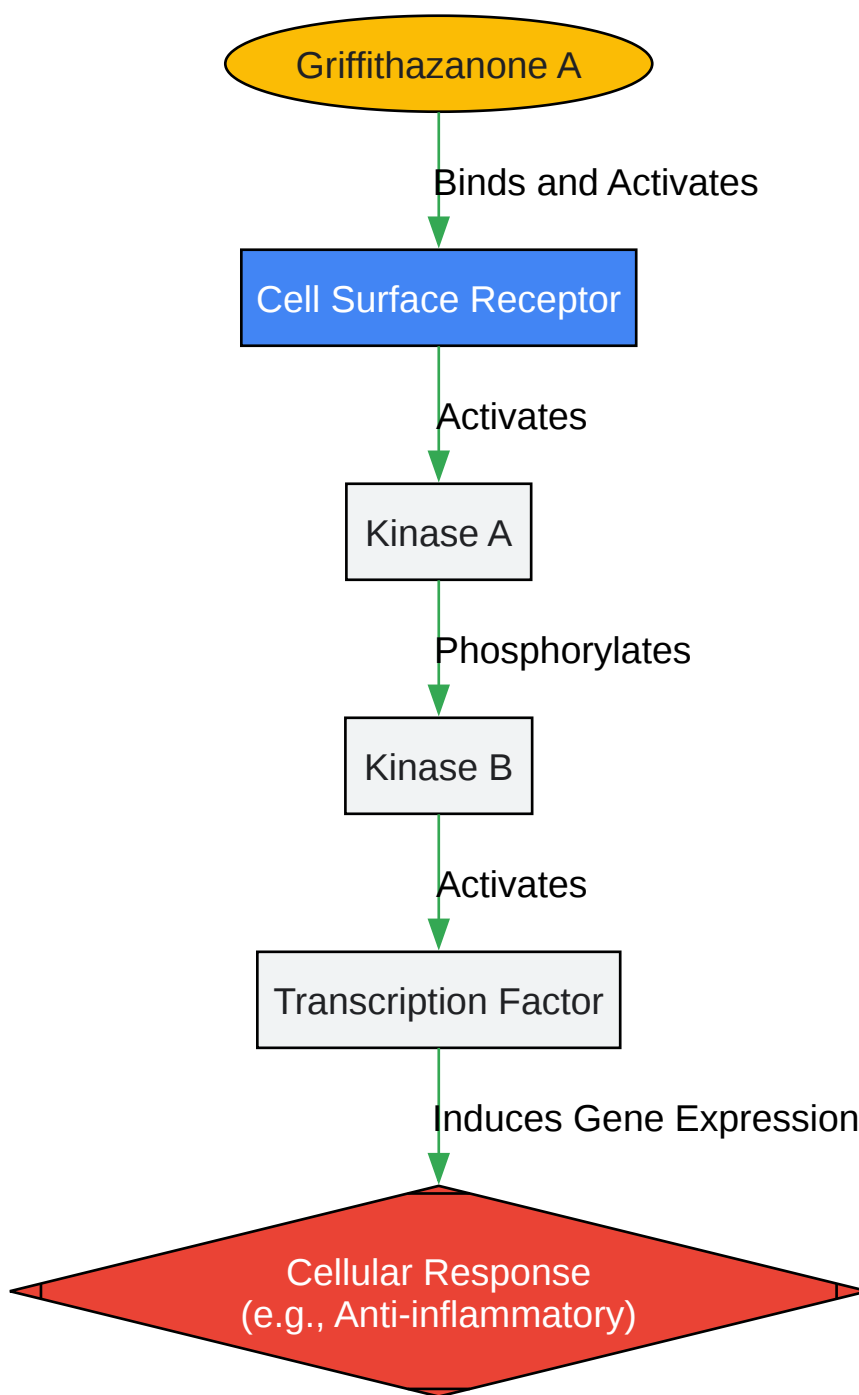 Griffithazanone A
Binds and Activates
Cell Surface Receptor
Activates
Kinase A
Phosphorylates
Kinase B
Activates
Transcription Factor
Induces Gene Expression
Cellular Response
(e.g., Anti-inflammatory)